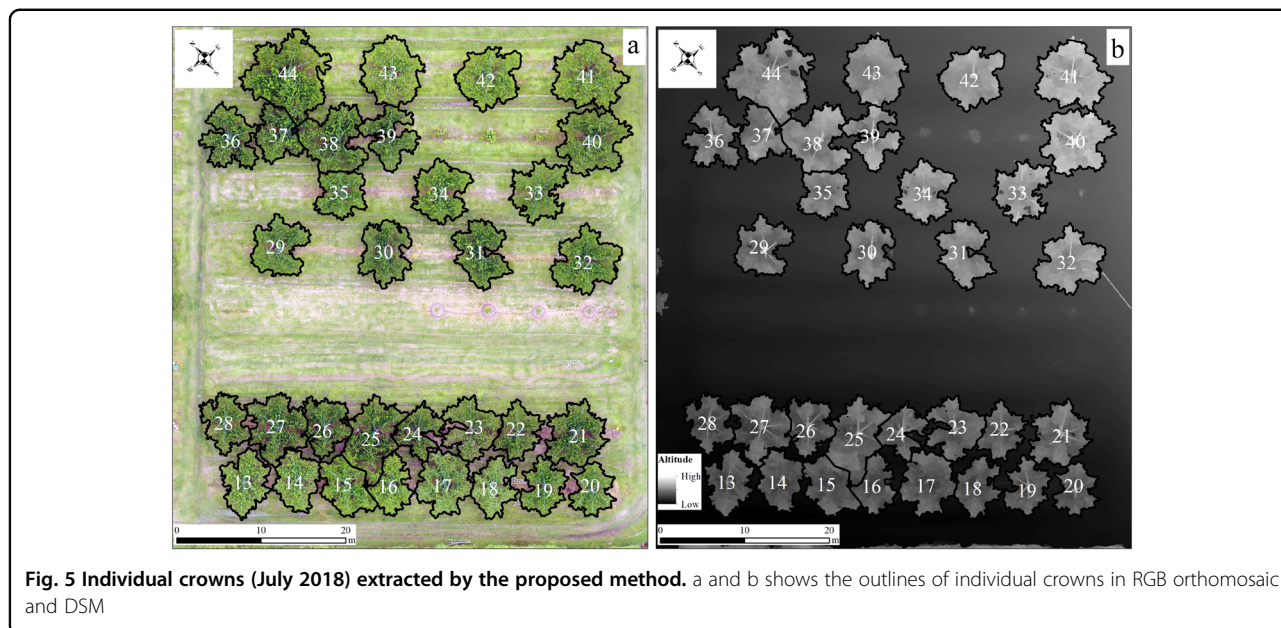 a
44 43 42 41
36 37 38 39 40
35 34 33
29 30 31 32
28 27 26 25 24 23 22 21
13 14 15 16 17 18 19 20
0 10 20
m
b
44 43 42 41
36 37 38 39 40
35 34 33
29 30 31 32
28 27 26 25 24 23 22 21
Altitude
High
Low
13 14 15 16 17 18 19 20
0 10 20
m
Fig. 5 Individual crowns (July 2018) extracted by the proposed method. a and b shows the outlines of individual crowns in RGB orthomosaic
and DSM